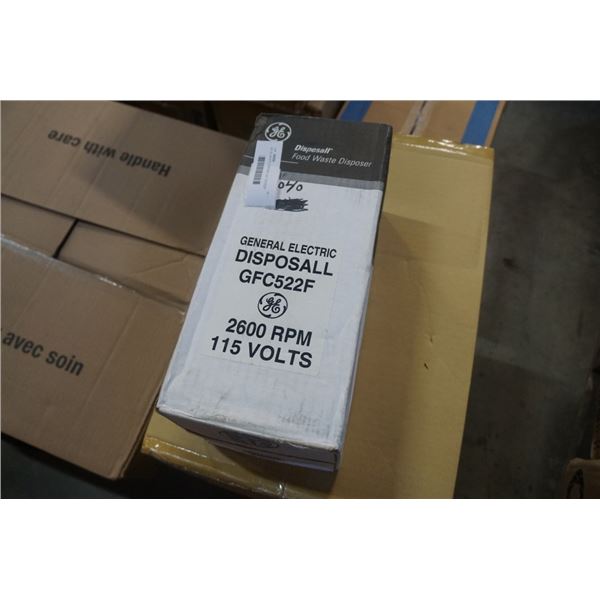 Handle with care
avec soin
GE
Disposall
Food Waste Disposer
GENERAL ELECTRIC
DISPOSALL
GFC522F
GE
2600 RPM
115 VOLTS